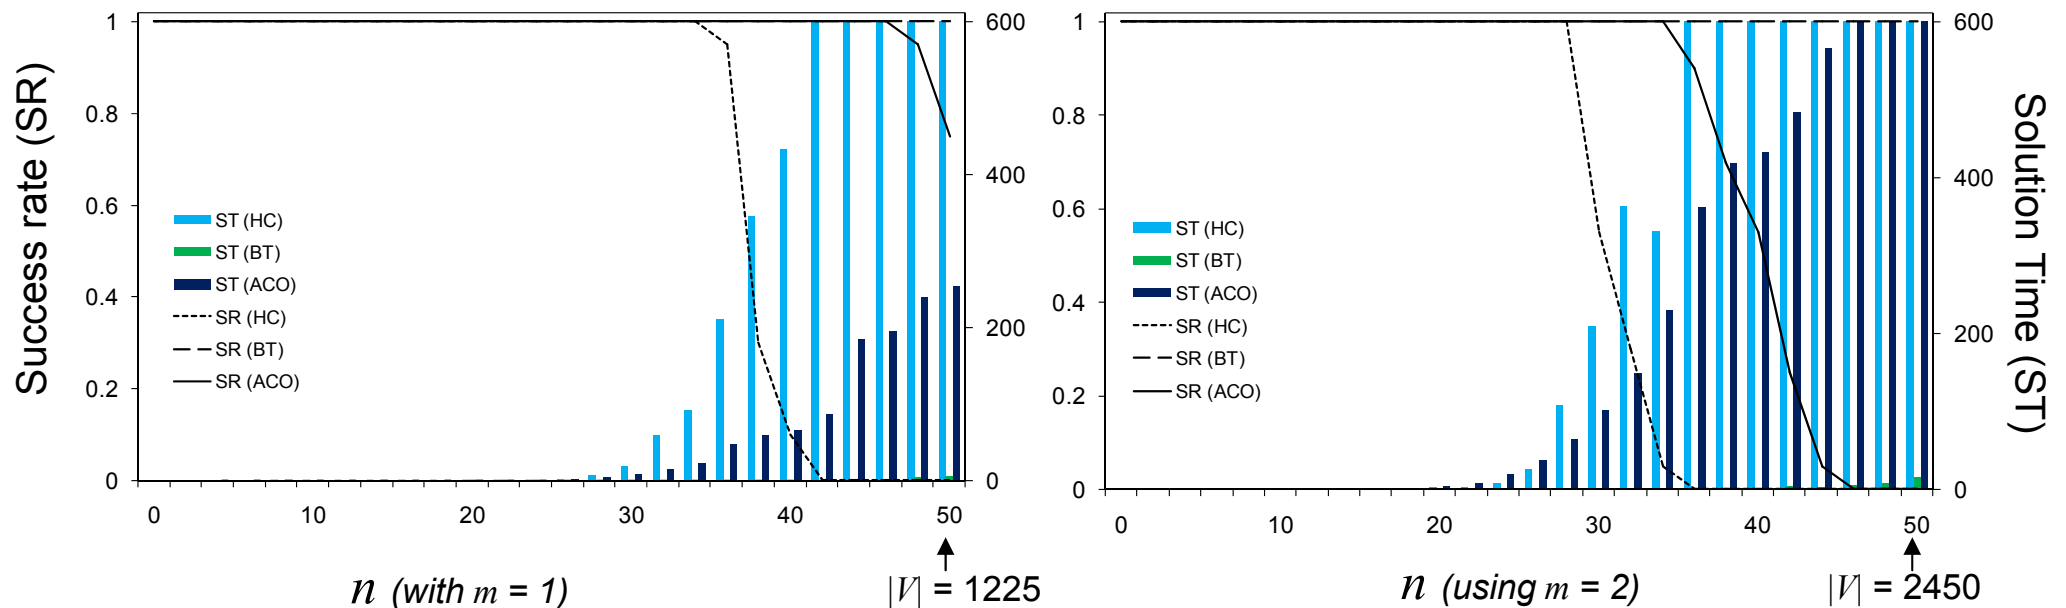 Success rate (SR)
1
0.8
0.6
0.4
0.2
0
600
400
200
0
ST (HC)
ST (BT)
ST (ACO)
SR (HC)
SR (BT)
SR (ACO)
0 10 20 30 40 50
n (with m = 1)
|V| = 1225
1
0.8
0.6
0.4
0.2
0
600
400
200
0
ST (HC)
ST (BT)
ST (ACO)
SR (HC)
SR (BT)
SR (ACO)
0 10 20 30 40 50
n (using m = 2)
|V| = 2450
Solution Time (ST)